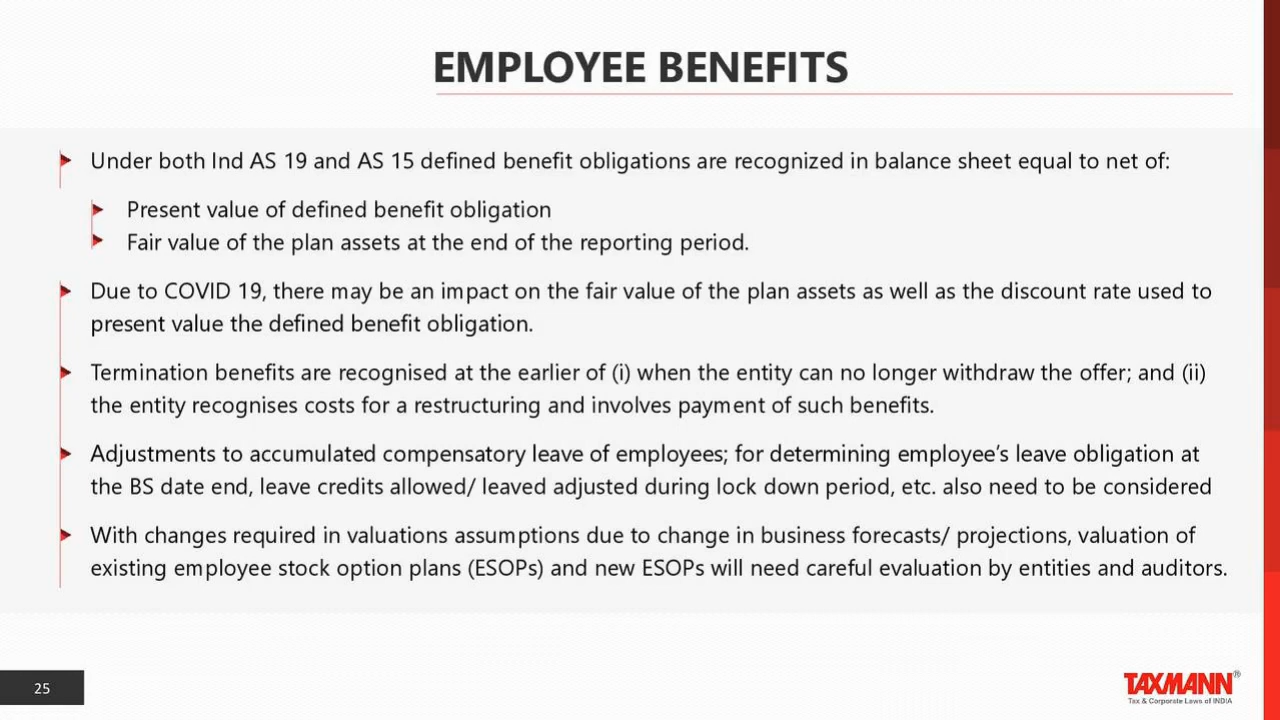 EMPLOYEE BENEFITS
Under both Ind AS 19 and AS 15 defined benefit obligations are recognized in balance sheet equal to net of:
Present value of defined benefit obligation
Fair value of the plan assets at the end of the reporting period.
Due to COVID 19, there may be an impact on the fair value of the plan assets as well as the discount rate used to
present value the defined benefit obligation.
Termination benefits are recognised at the earlier of (i) when the entity can no longer withdraw the offer; and (ii)
the entity recognises costs for a restructuring and involves payment of such benefits.
Adjustments to accumulated compensatory leave of employees; for determining employee’s leave obligation at
the BS date end, leave credits allowed/ leaved adjusted during lock down period, etc. also need to be considered
With changes required in valuations assumptions due to change in business forecasts/ projections, valuation of
existing employee stock option plans (ESOPs) and new ESOPs will need careful evaluation by entities and auditors.
25
TAXMANN®
Tax & Corporate Laws of INDIA